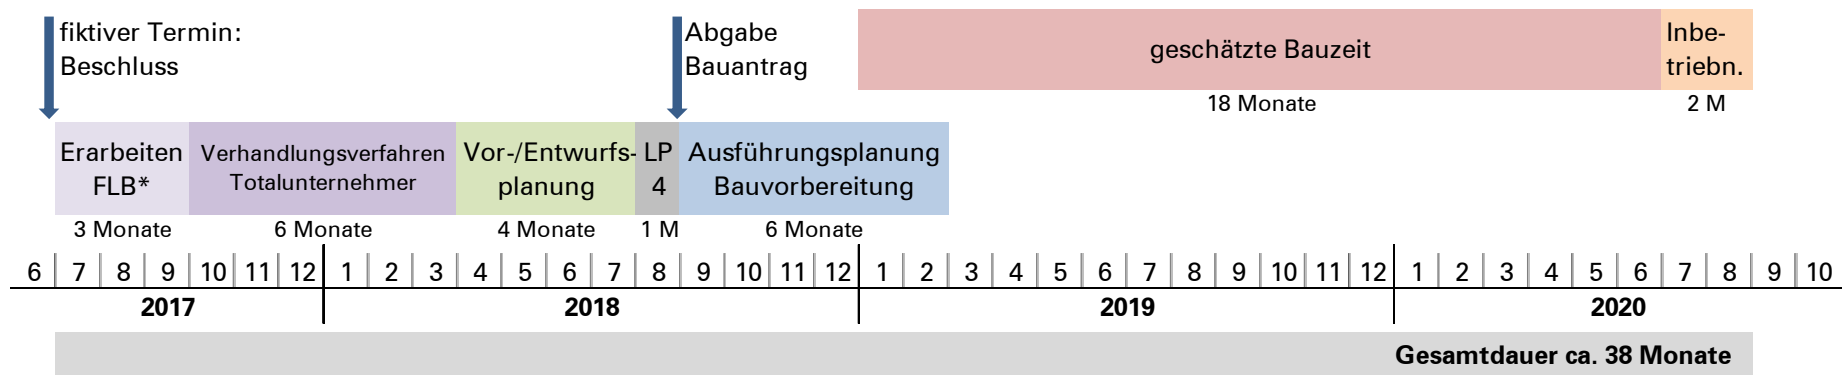 fiktiver Termin:
Beschluss
Abgabe
Bauantrag
geschätzte Bauzeit
Inbe-
triebn.
18 Monate
2 M
Erarbeiten
FLB*
Verhandlungsverfahren
Totalunternehmer
Vor-/Entwurfs-
planung
LP
4
Ausführungsplanung
Bauvorbereitung
3 Monate
6 Monate
4 Monate
1 M
6 Monate
6 7 8 9 10 11 12 1 2 3 4 5 6 7 8 9 10 11 12 1 2 3 4 5 6 7 8 9 10 11 12 1 2 3 4 5 6 7 8 9 10
2017 2018 2019 2020
Gesamtdauer ca. 38 Monate